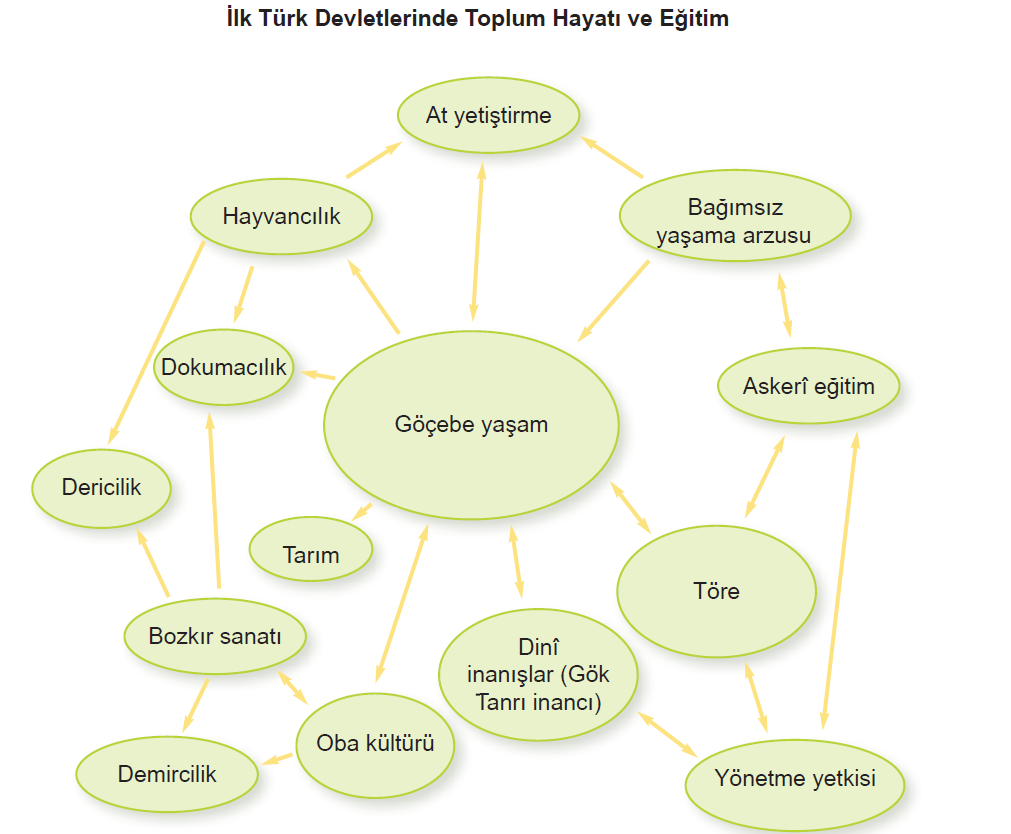 İlk Türk Devletlerinde Toplum Hayatı ve Eğitim
At yetiştirme
Hayvancılık
Bağımsız
yaşama arzusu
Dokumacılık
Askerî eğitim
Göçebe yaşam
Dericilik
Tarım
Töre
Bozkır sanatı
Dinî
inanışlar (Gök
Tanrı inancı)
Oba kültürü
Demircilik
Yönetme yetkisi